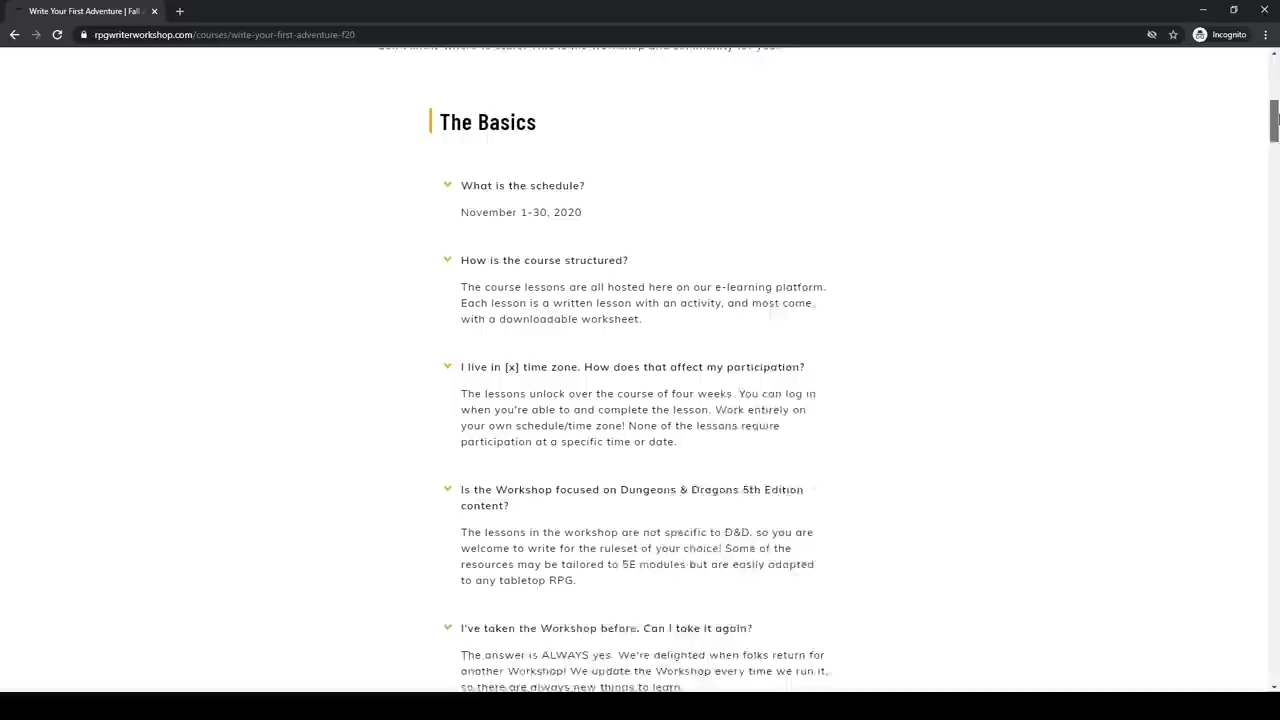 Write Your First Adventure | Fall
rpgwriterworkshop.com/courses/write-your-first-adventure-f20
Incognito
The Basics
What is the schedule?
November 1-30, 2020
How is the course structured?
The course lessons are all hosted here on our e-learning platform.
Each lesson is a written lesson with an activity, and most come
with a downloadable worksheet.
I live in [x] time zone. How does that affect my participation?
The lessons unlock over the course of four weeks. You can log in
when you're able to and complete the lesson. Work entirely on
your own schedule/time zone! None of the lessons require
participation at a specific time or date.
Is the Workshop focused on Dungeons & Dragons 5th Edition
content?
The lessons in the workshop are not specific to D&D, so you are
welcome to write for the ruleset of your choice! Some of the
resources may be tailored to 5E modules but are easily adapted
to any tabletop RPG.
I've taken the Workshop before. Can I take it again?
The answer is ALWAYS yes. We're delighted when folks return for
another Workshop! We update the Workshop every time we run it,
so there are always new things to learn.